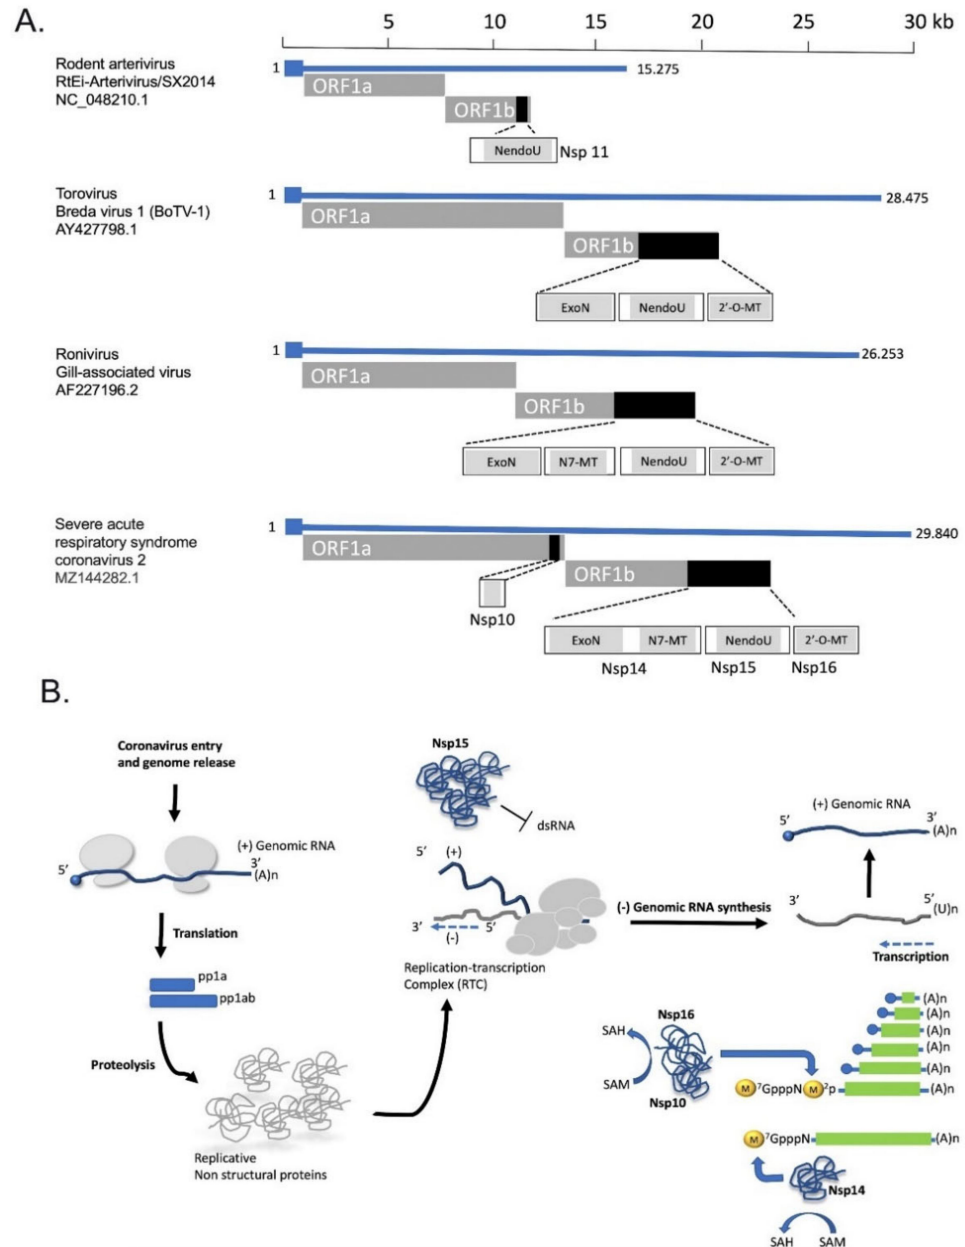 A.
5 10 15 20 25 30 kb
Rodent arterivirus
RtEi-Arterivirus/SX2014
NC_048210.1
1
15.275
ORF1a
ORF1b
NendoU
Nsp 11
Torovirus
Breda virus 1 (BoTV-1)
AY427798.1
1
28.475
ORF1a
ORF1b
ExoN NendoU 2'-O-MT
Ronivirus
Gill-associated virus
AF227196.2
1
26.253
ORF1a
ORF1b
ExoN N7-MT NendoU 2'-O-MT
Severe acute
respiratory syndrome
coronavirus 2
MZ144282.1
1
29.840
ORF1a
ORF1b
Nsp10
ExoN N7-MT NendoU 2'-O-MT
Nsp14 Nsp15 Nsp16
B.
Coronavirus entry
and genome release
(+) Genomic RNA
5' 3'
(A)n
Translation
pp1a
pp1ab
Proteolysis
Replicative
Non structural proteins
Nsp15
dsRNA
5' (+)
3' (-) 5'
Replication-transcription
Complex (RTC)
(-) Genomic RNA synthesis
(+) Genomic RNA
5' 3'
(A)n
3' 5'
(U)n
Transcription
(A)n
(A)n
(A)n
(A)n
(A)n
Nsp16
SAH
SAM
Nsp10
M 7GpppN M 2p (A)n
M 7GpppN (A)n
Nsp14
SAH SAM